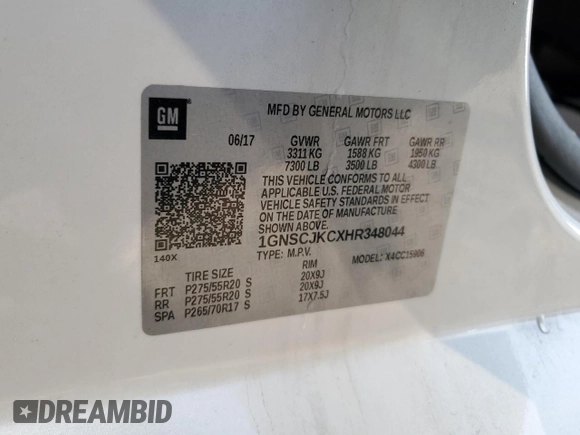 GM
MFD BY GENERAL MOTORS LLC
06/17 GVWR GAWR FRT GAWR RR
3311 KG 1588 KG 1950 KG
7300 LB 3500 LB 4300 LB
THIS VEHICLE CONFORMS TO ALL
APPLICABLE U.S. FEDERAL MOTOR
VEHICLE SAFETY STANDARDS IN EFFECT
ON THE DATE OF MANUFACTURE
SHOWN ABOVE.
1GNSCJKCXHR348044
140X TYPE: M.P.V. MODEL: X4CC15906
TIRE SIZE RIM
FRT P275/55R20 S 20X9J
RR P275/55R20 S 20X9J
SPA P265/70R17 S 17X7.5J
DREAMBID